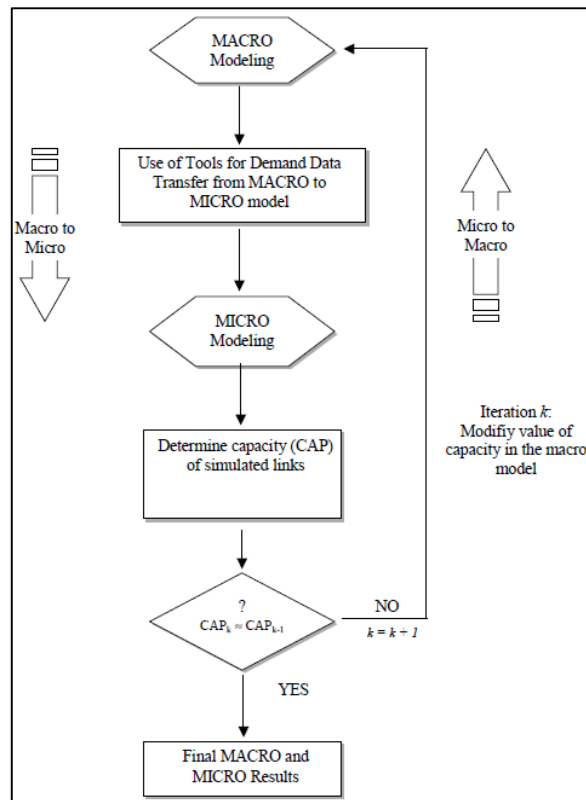 MACRO
Modeling
Use of Tools for Demand Data
Transfer from MACRO to
MICRO model
Macro to
Micro
Micro to
Macro
MICRO
Modeling
Iteration k:
Modifiy value of
capacity in the macro
model
Determine capacity (CAP)
of simulated links
?
CAPₖ ≈ CAPₖ₋₁
NO
k = k + 1
YES
Final MACRO and
MICRO Results